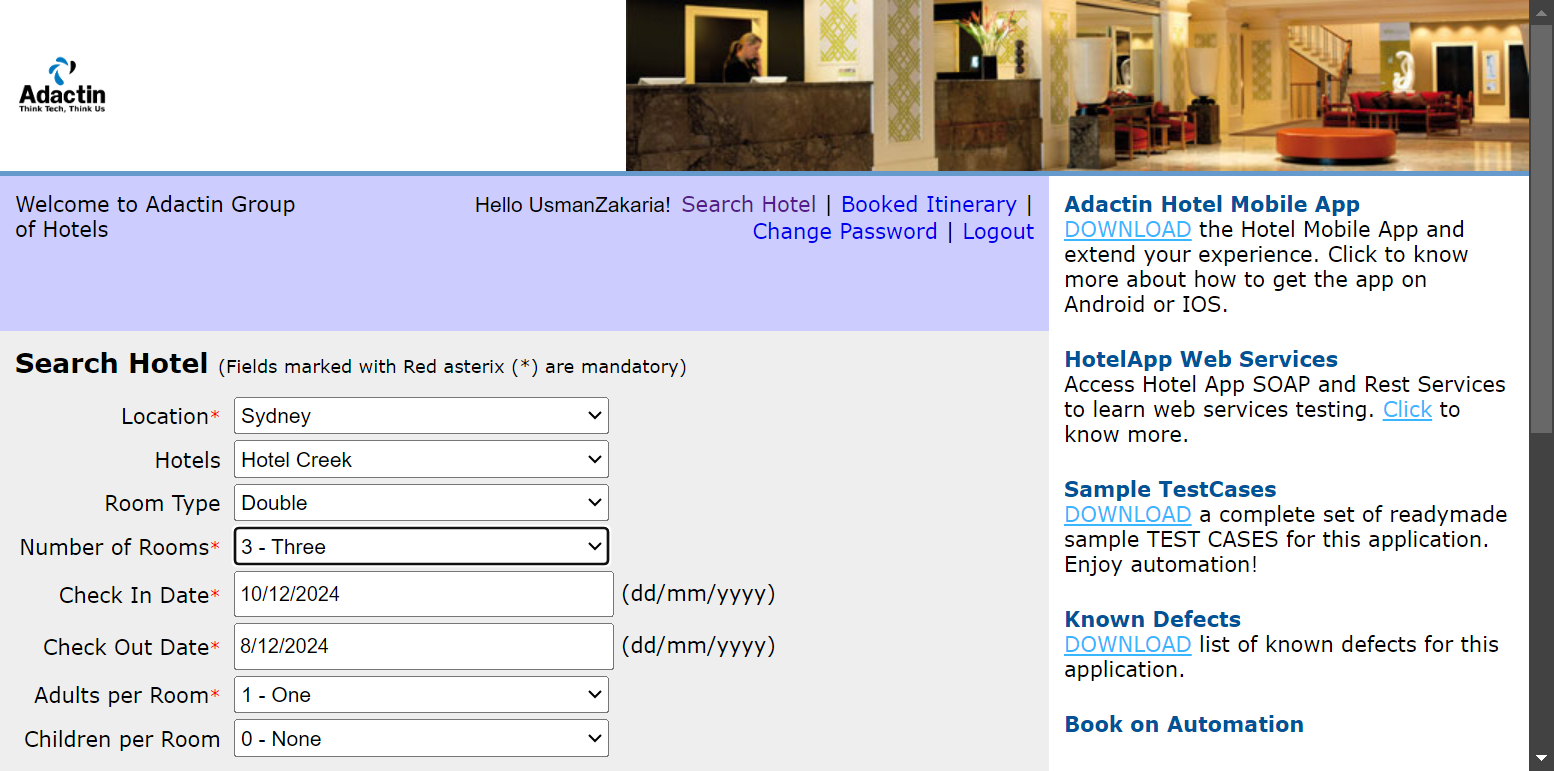 Adactin
Think Tech, Think Us
Welcome to Adactin Group
of Hotels
Hello UsmanZakaria! Search Hotel | Booked Itinerary |
Change Password | Logout
Search Hotel (Fields marked with Red asterix (*) are mandatory)
Location* Sydney
Hotels Hotel Creek
Room Type Double
Number of Rooms* 3 - Three
Check In Date* 10/12/2024 (dd/mm/yyyy)
Check Out Date* 8/12/2024 (dd/mm/yyyy)
Adults per Room* 1 - One
Children per Room 0 - None
Adactin Hotel Mobile App
DOWNLOAD the Hotel Mobile App and
extend your experience. Click to know
more about how to get the app on
Android or IOS.
HotelApp Web Services
Access Hotel App SOAP and Rest Services
to learn web services testing. Click to
know more.
Sample TestCases
DOWNLOAD a complete set of readymade
sample TEST CASES for this application.
Enjoy automation!
Known Defects
DOWNLOAD list of known defects for this
application.
Book on Automation